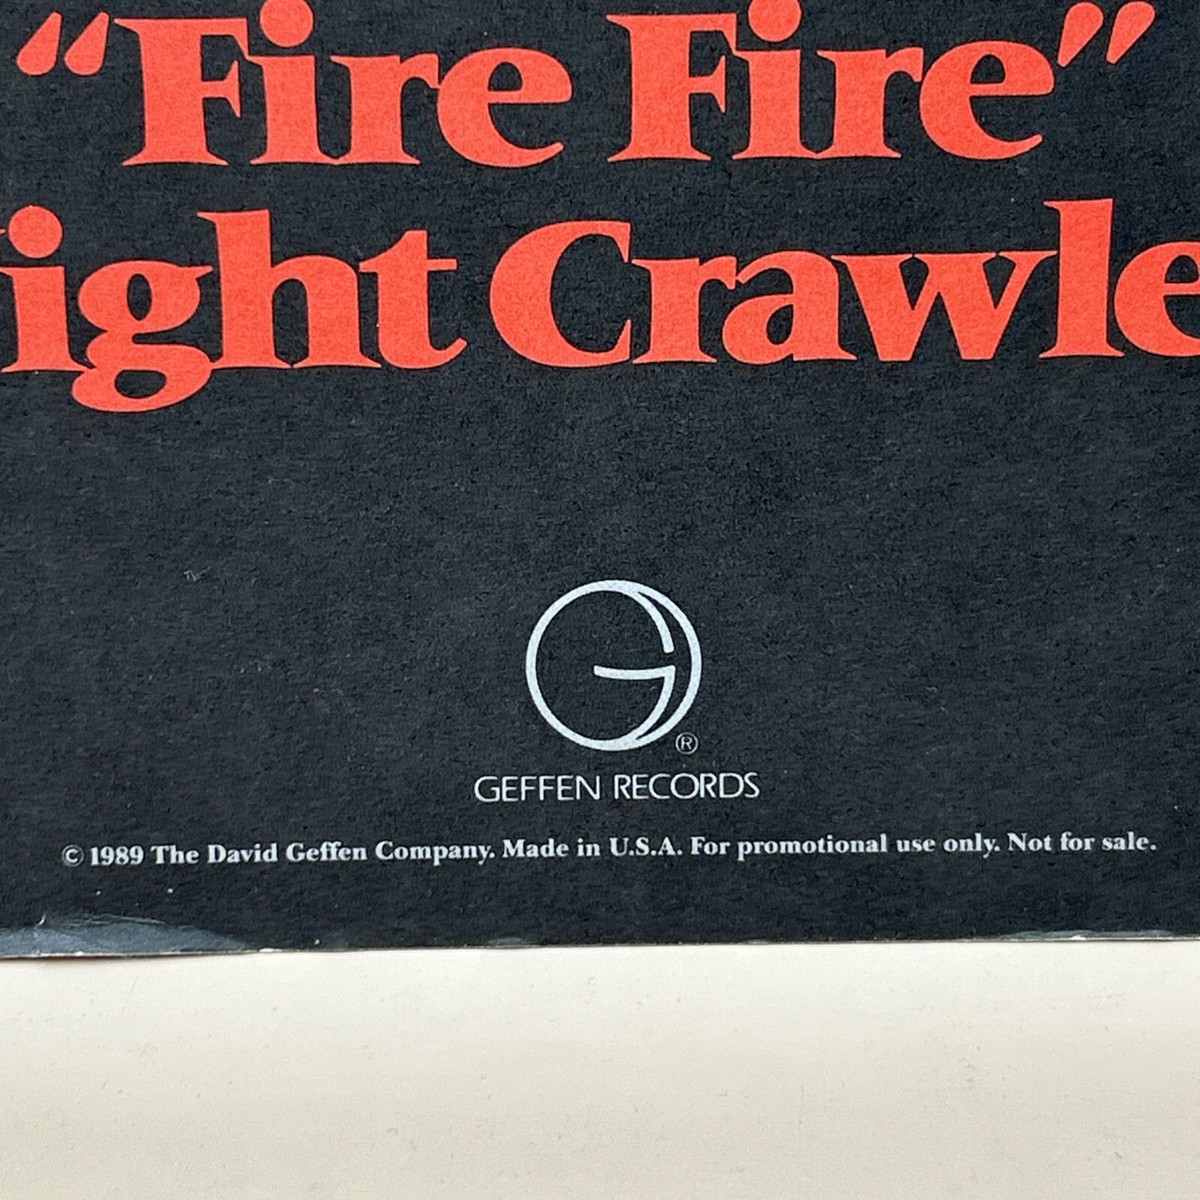 “Fire Fire”
ight Crawle
®
GEFFEN RECORDS
© 1989 The David Geffen Company. Made in U.S.A. For promotional use only. Not for sale.